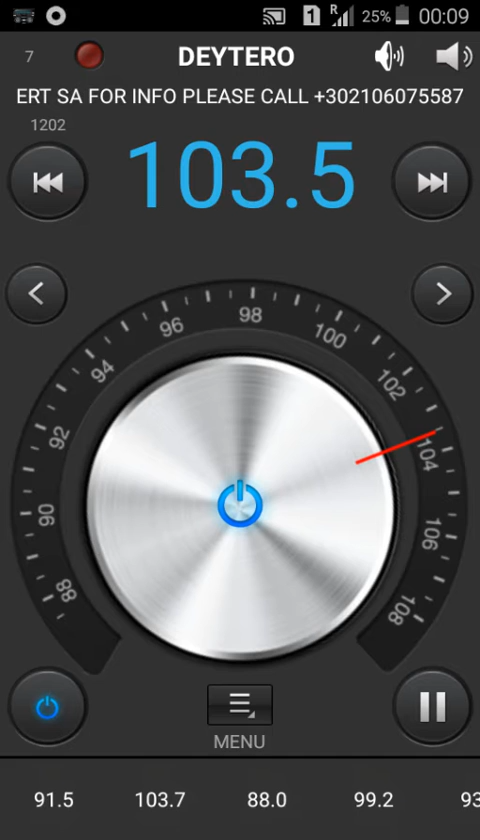 R 25% 00:09
7 DEYTERO
ERT SA FOR INFO PLEASE CALL +302106075587
1202
103.5
88 90 92 94 96 98 100 102 104 106 108
MENU
91.5 103.7 88.0 99.2 93